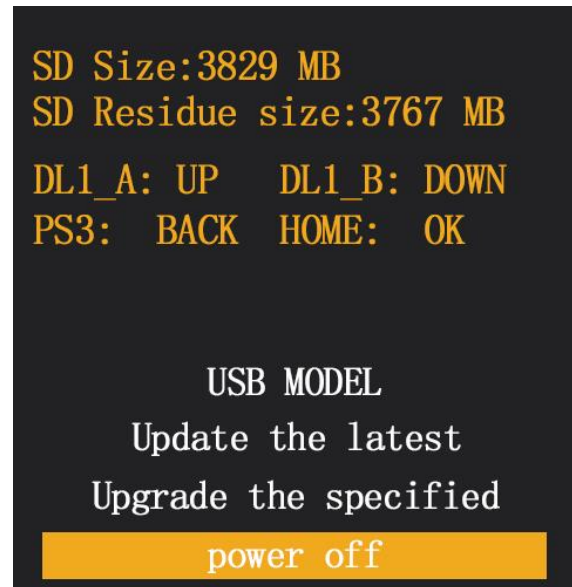 SD Size:3829 MB
SD Residue size:3767 MB
DL1_A: UP DL1_B: DOWN
PS3: BACK HOME: OK
USB MODEL
Update the latest
Upgrade the specified
power off